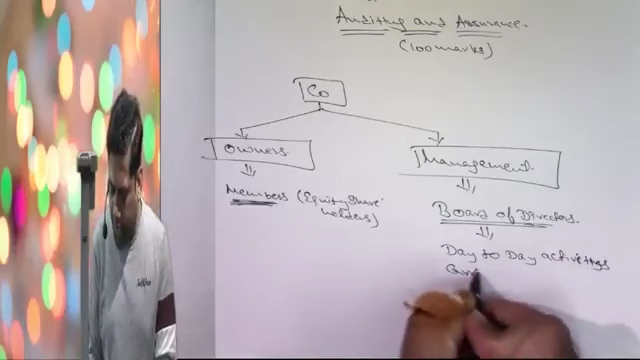 Auditing and Assurance.
(100 marks)
Co
Owners
Management
Members (Equity Share
holders)
Board of Directors.
Day to Day activities